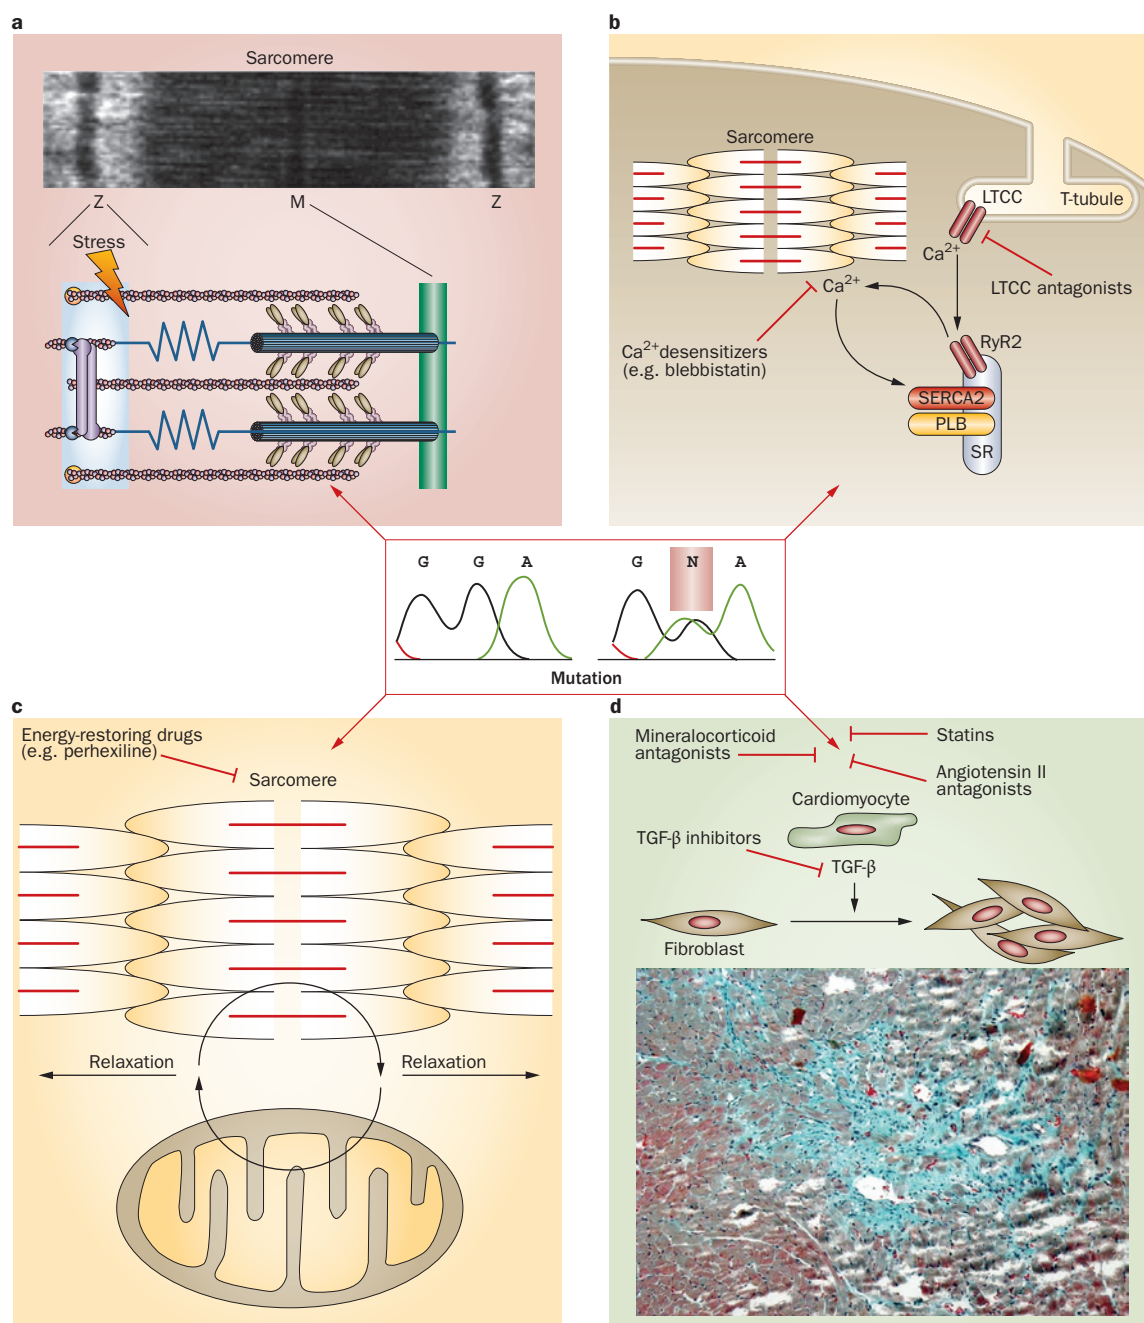 a
Sarcomere
Z
M
Z
Stress
b
Sarcomere
LTCC
T-tubule
Ca2+
LTCC antagonists
Ca2+
RyR2
Ca2+desensitizers
(e.g. blebbistatin)
SERCA2
PLB
SR
G G A
G N A
Mutation
c
Energy-restoring drugs
(e.g. perhexiline)
Sarcomere
Relaxation
Relaxation
d
Mineralocorticoid
antagonists
Statins
Angiotensin II
antagonists
Cardiomyocyte
TGF-β inhibitors
TGF-β
Fibroblast